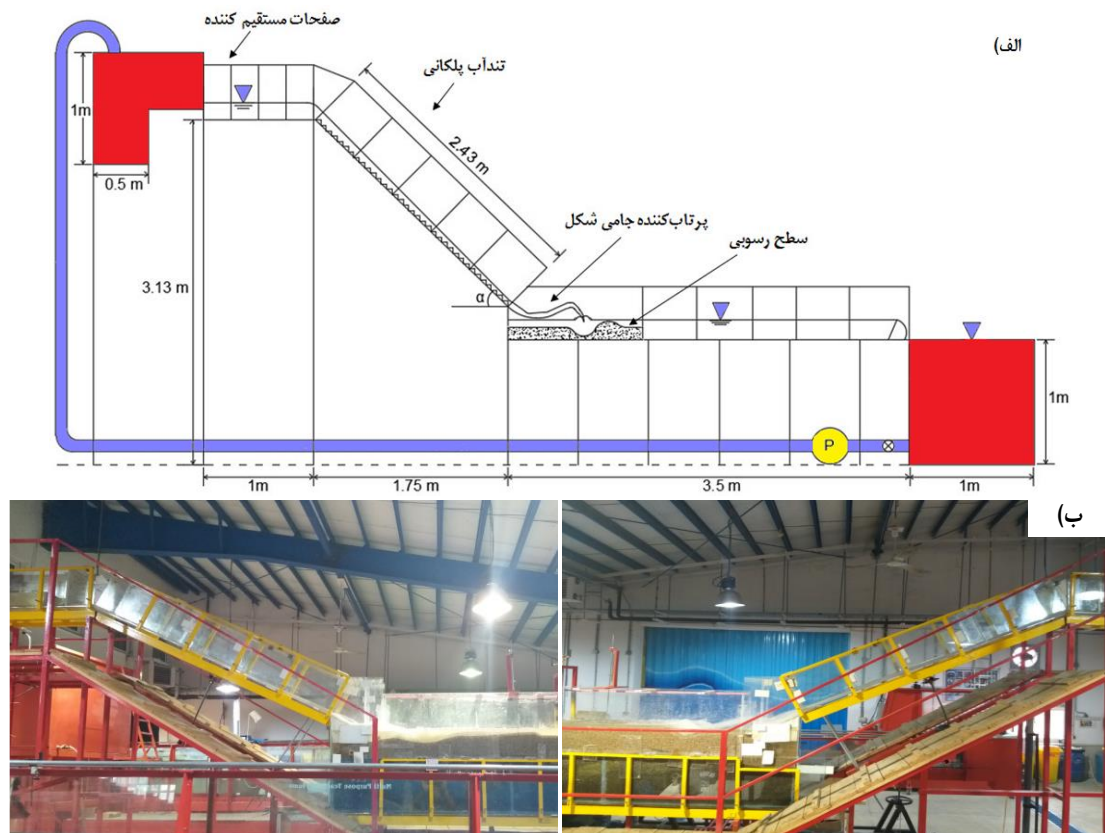 الف)
صفحات مستقیم کننده
تندآب پلکانی
1m
0.5 m
2.43 m
پرتاب‌کننده جامی شکل
سطح رسوبی
3.13 m
α
1m
P
1m
1.75 m
3.5 m
1m
ب)